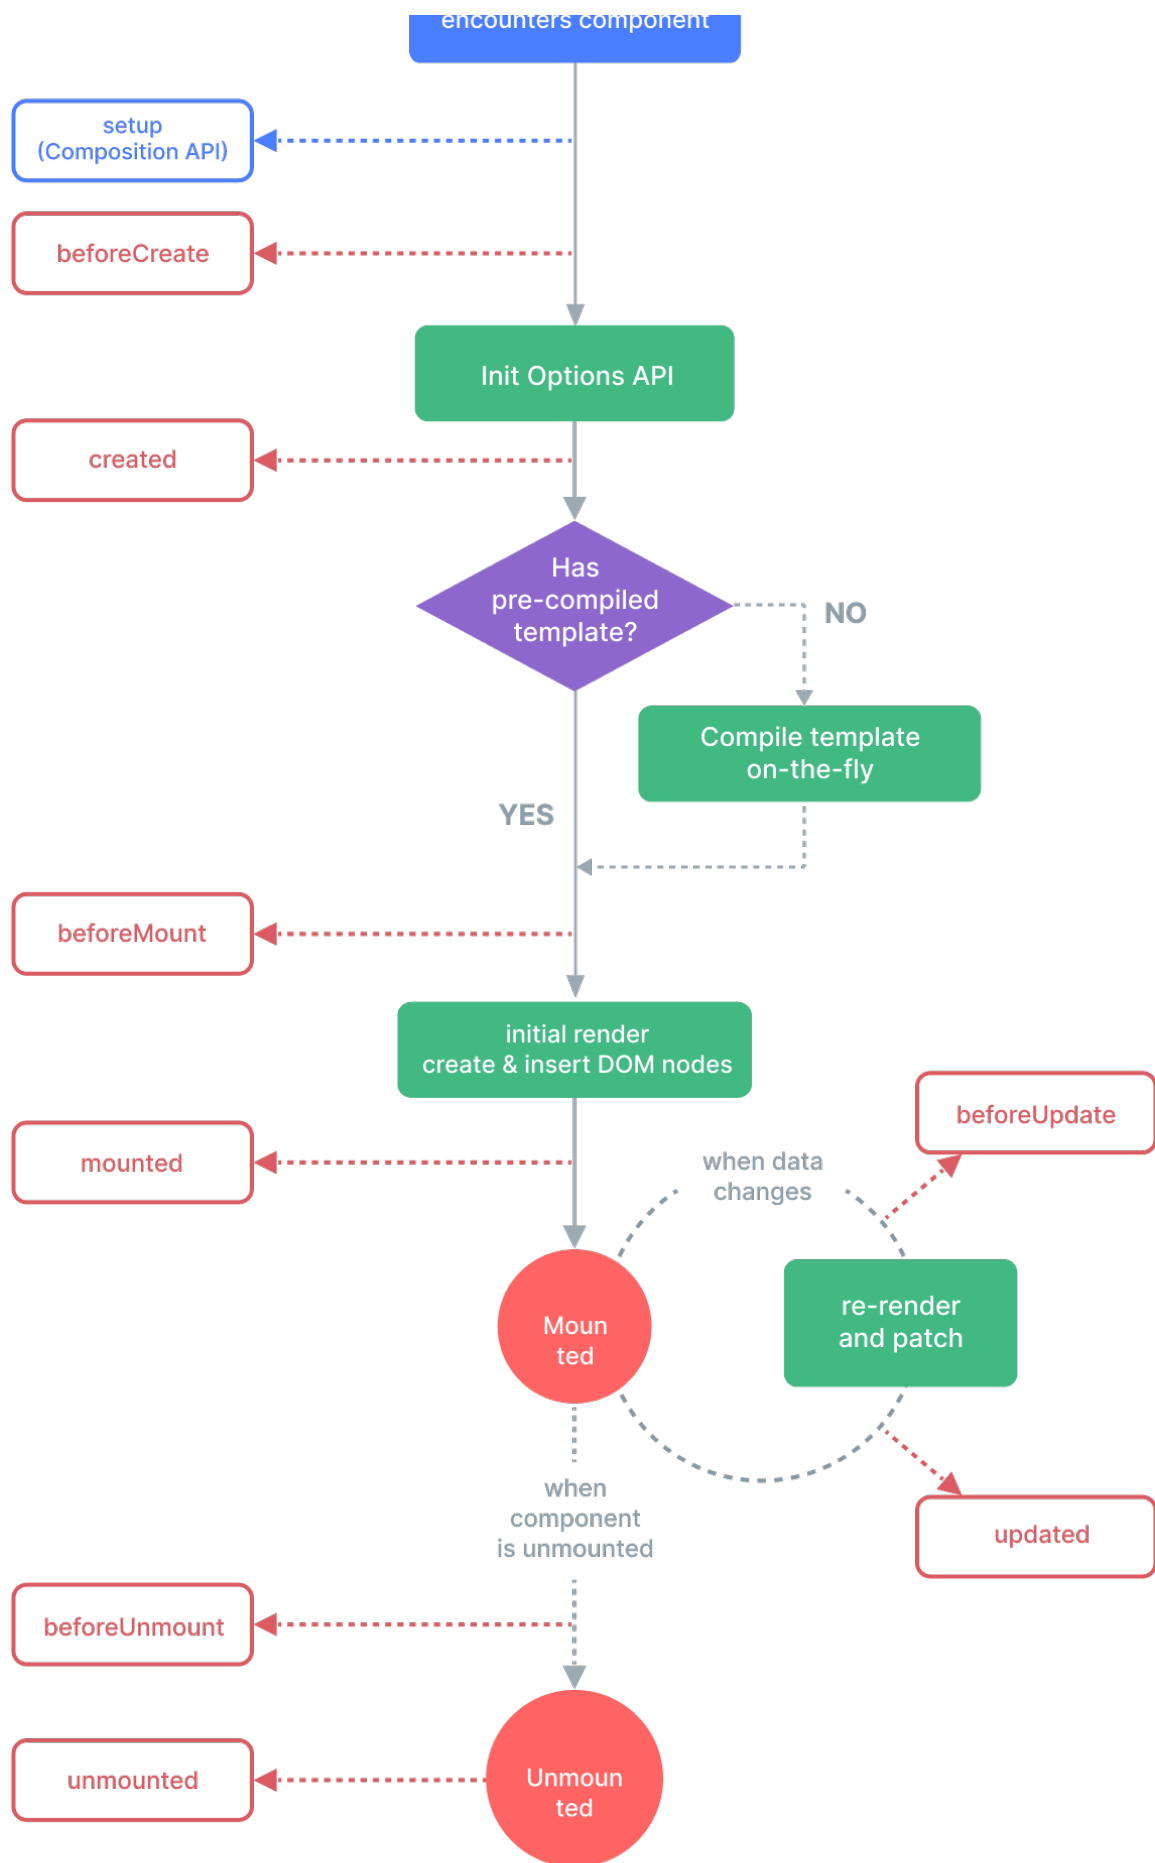 encounters component
setup
(Composition API)
beforeCreate
Init Options API
created
Has
pre-compiled
template?
NO
Compile template
on-the-fly
YES
beforeMount
initial render
create & insert DOM nodes
beforeUpdate
mounted
when data
changes
re-render
and patch
Moun
ted
when
component
is unmounted
updated
beforeUnmount
unmounted
Unmoun
ted